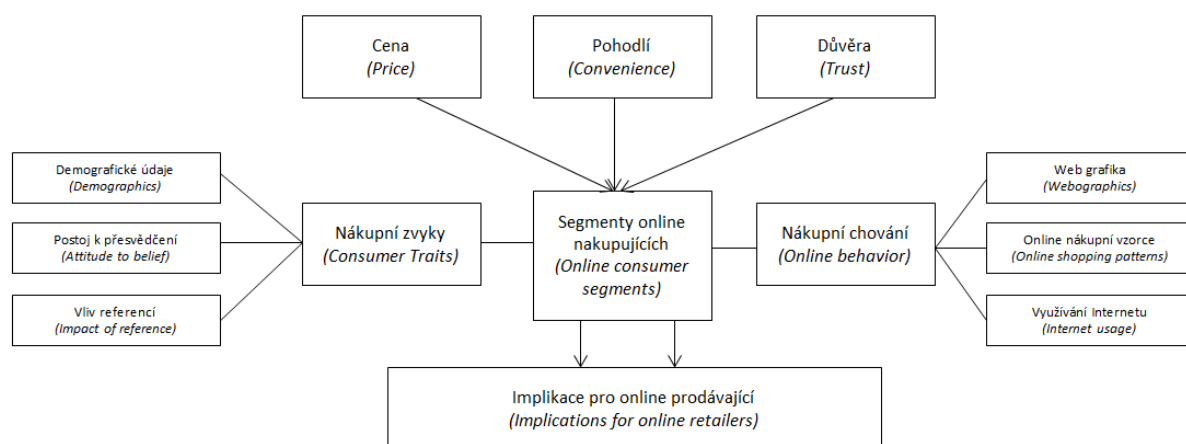 Cena
(Price)
Pohodlí
(Convenience)
Důvěra
(Trust)
Demografické údaje
(Demographics)
Postoj k přesvědčení
(Attitude to belief)
Vliv referencí
(Impact of reference)
Nákupní zvyky
(Consumer Traits)
Segmenty online
nakupujících
(Online consumer
segments)
Nákupní chování
(Online behavior)
Web grafika
(Webographics)
Online nákupní vzorce
(Online shopping patterns)
Využívání Internetu
(Internet usage)
Implikace pro online prodávající
(Implications for online retailers)